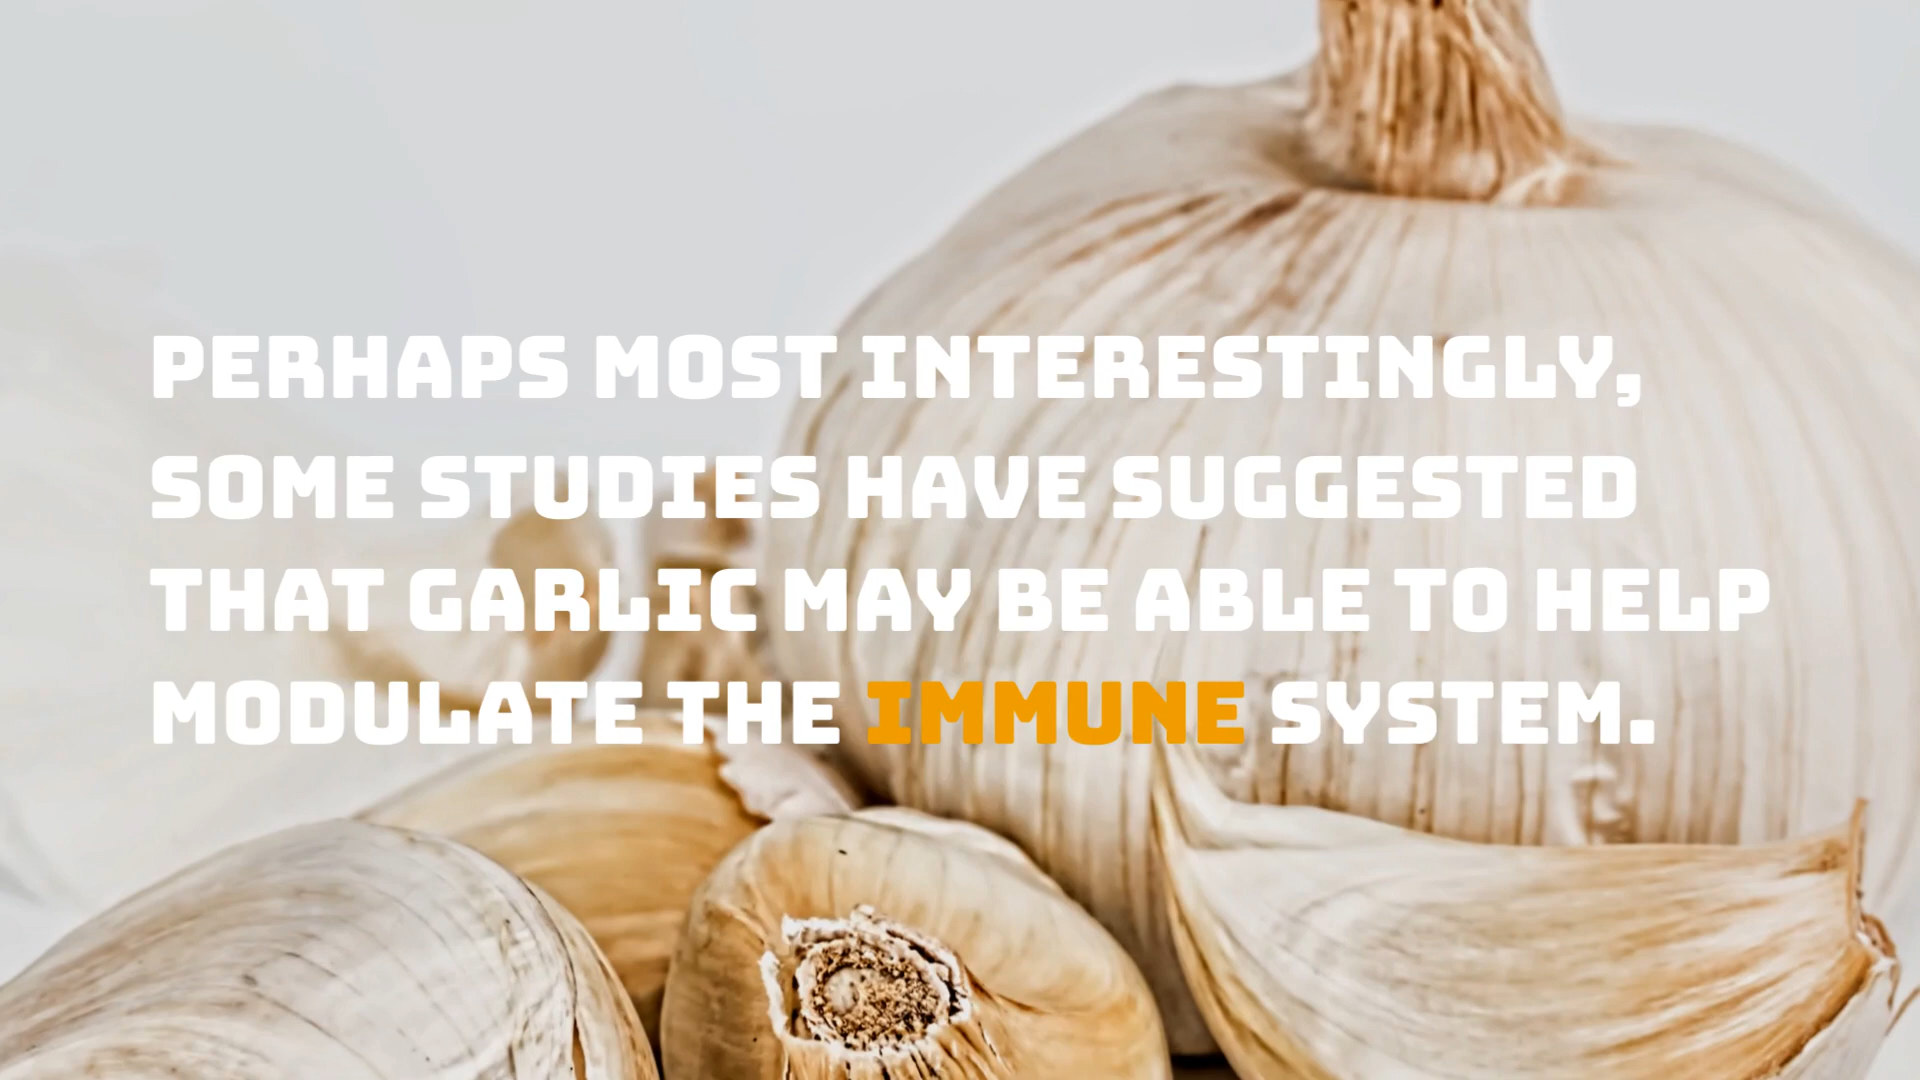 PERHAPS MOST INTERESTINGLY,
SOME STUDIES HAVE SUGGESTED
THAT GARLIC MAY BE ABLE TO HELP
MODULATE THE IMMUNE SYSTEM.